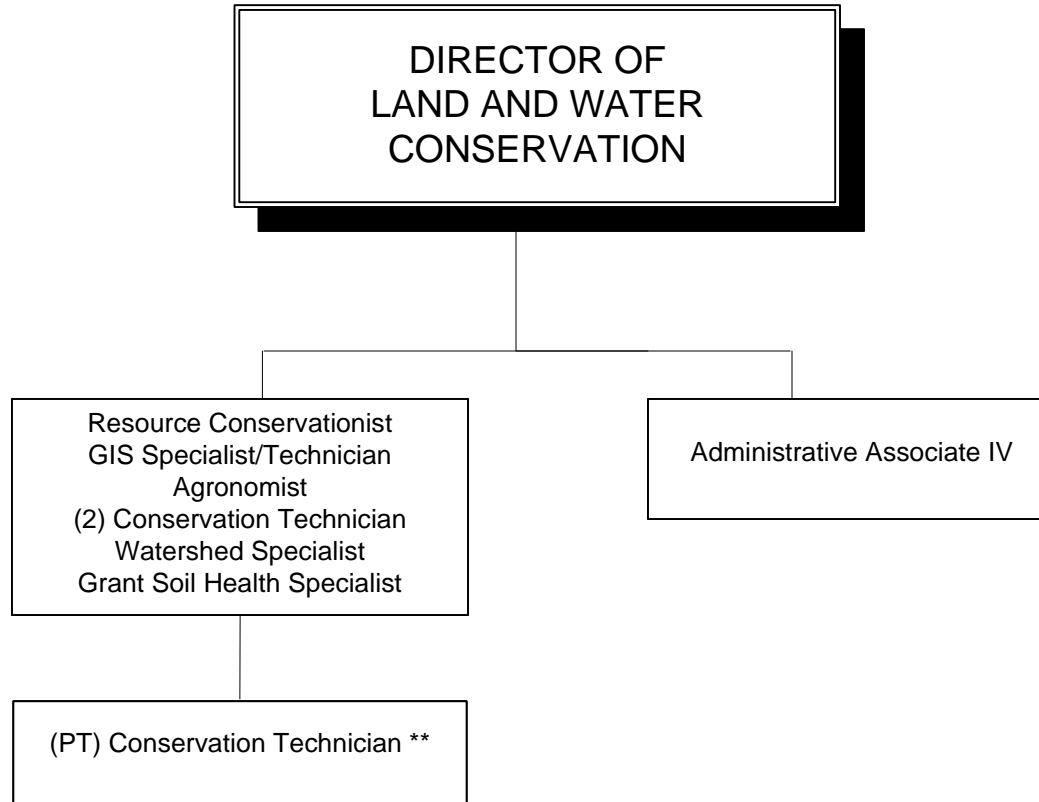 DIRECTOR OF
LAND AND WATER
CONSERVATION
Resource Conservationist
GIS Specialist/Technician
Agronomist
(2) Conservation Technician
Watershed Specialist
Grant Soil Health Specialist
Administrative Associate IV
(PT) Conservation Technician **